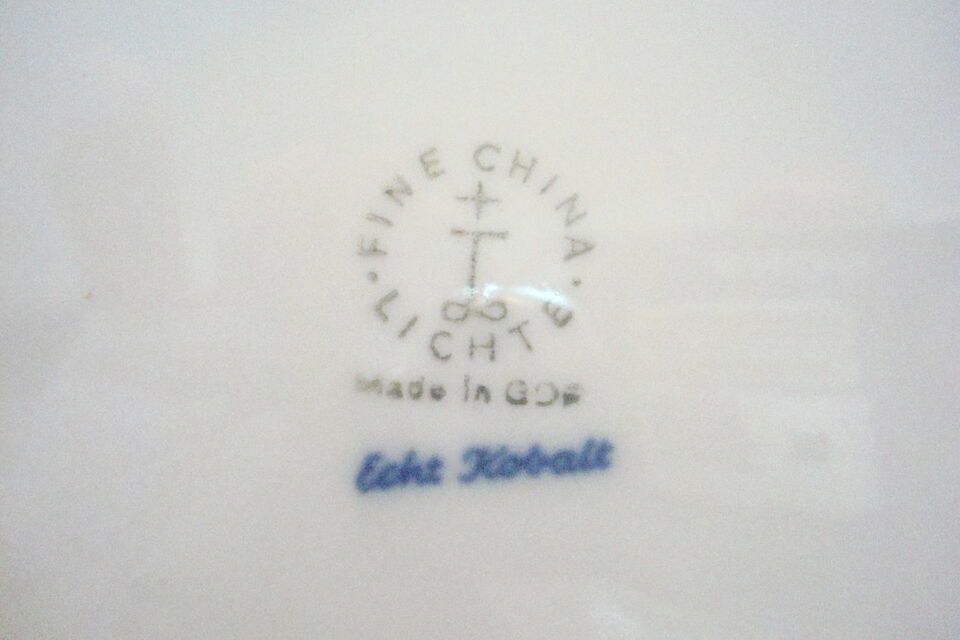 FINE CHINA
LICHTE
Made in GDR
Echt Kobalt